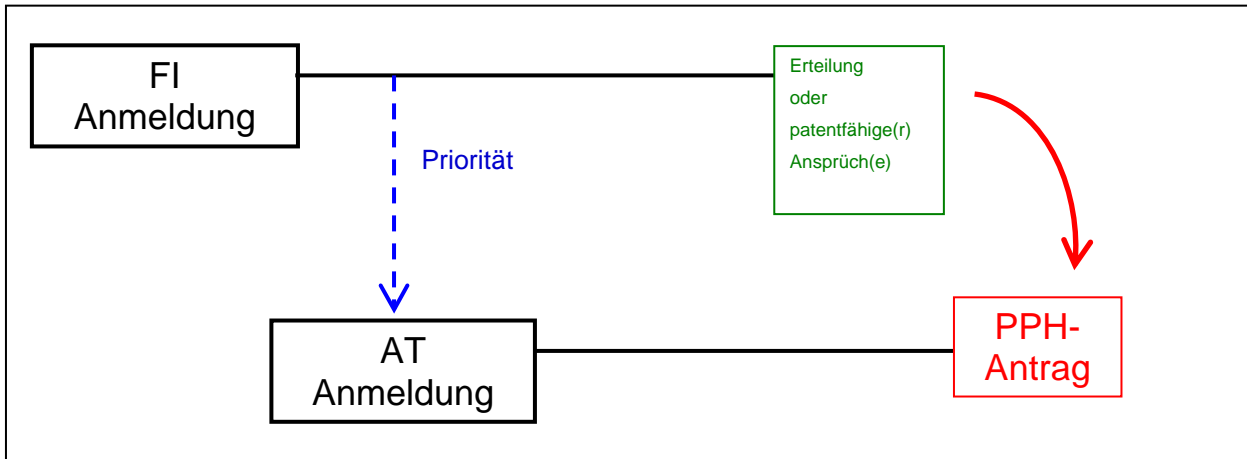 FI
Anmeldung
Erteilung
oder
patentfähige(r)
Ansprüch(e)
Priorität
AT
Anmeldung
PPH-
Antrag